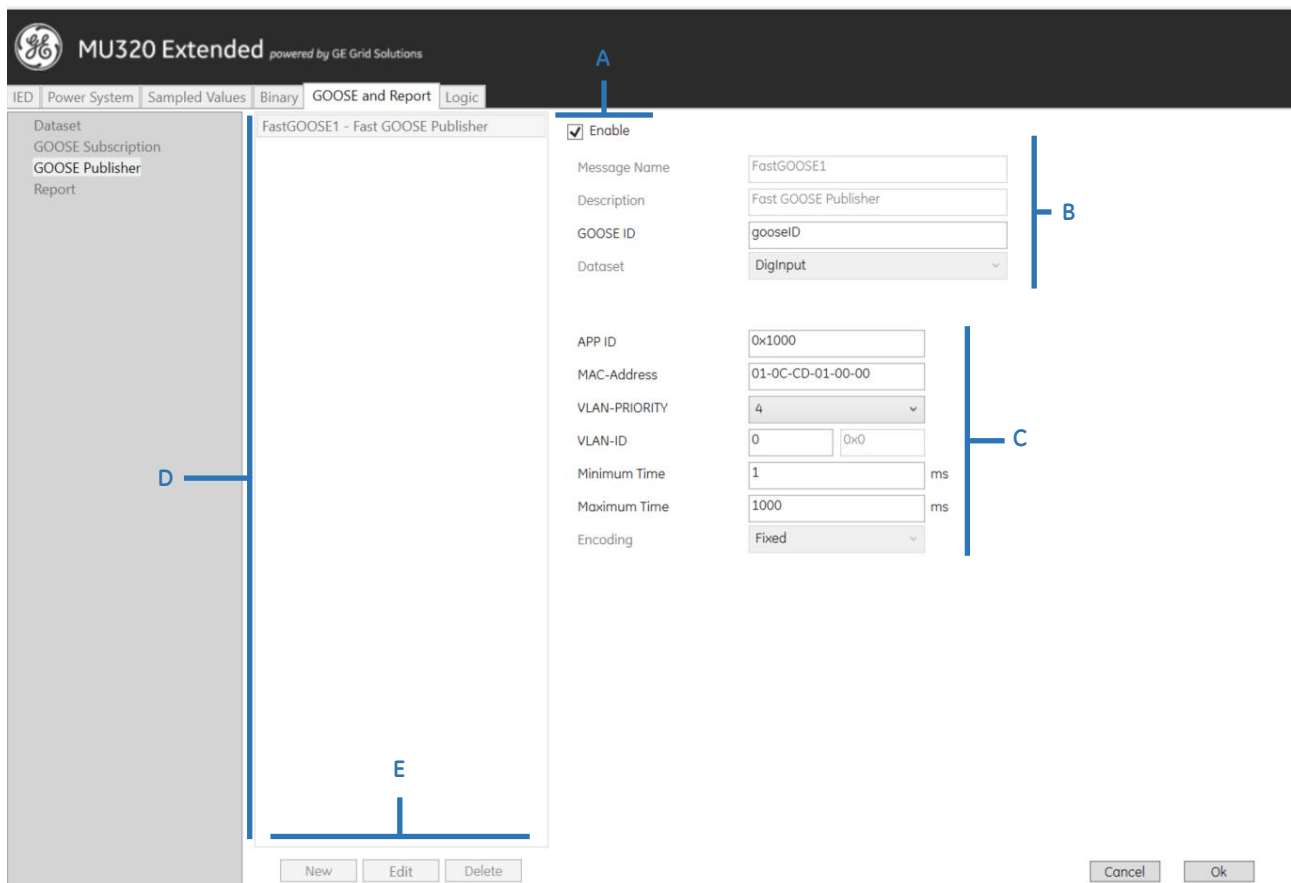 MU320 Extended powered by GE Grid Solutions
A
IED Power System Sampled Values Binary GOOSE and Report Logic
Dataset
GOOSE Subscription
GOOSE Publisher
Report
FastGOOSE1 - Fast GOOSE Publisher
Enable
Message Name FastGOOSE1
Description Fast GOOSE Publisher
GOOSE ID gooseID
Dataset DigInput
B
APP ID 0x1000
MAC-Address 01-0C-CD-01-00-00
VLAN-PRIORITY 4
VLAN-ID 0 0x0
Minimum Time 1 ms
Maximum Time 1000 ms
Encoding Fixed
C
D
E
New Edit Delete
Cancel Ok